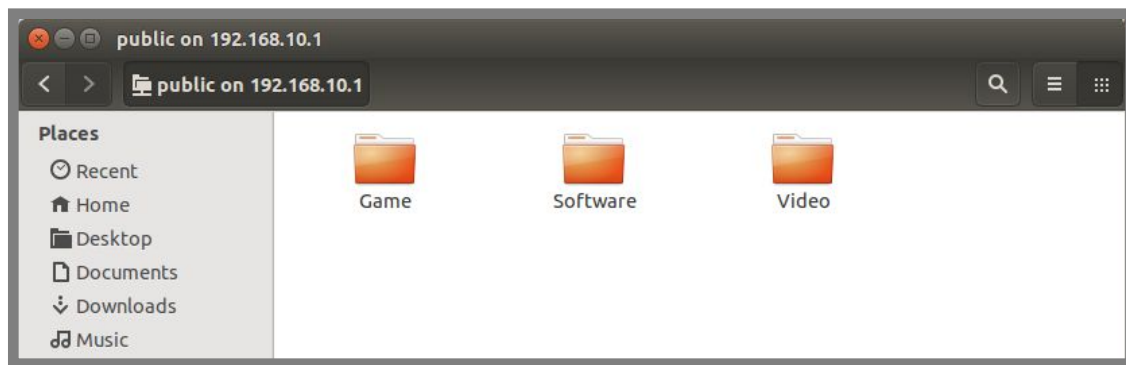 public on 192.168.10.1
public on 192.168.10.1
Places
Recent
Home
Desktop
Documents
Downloads
Music
Game Software Video